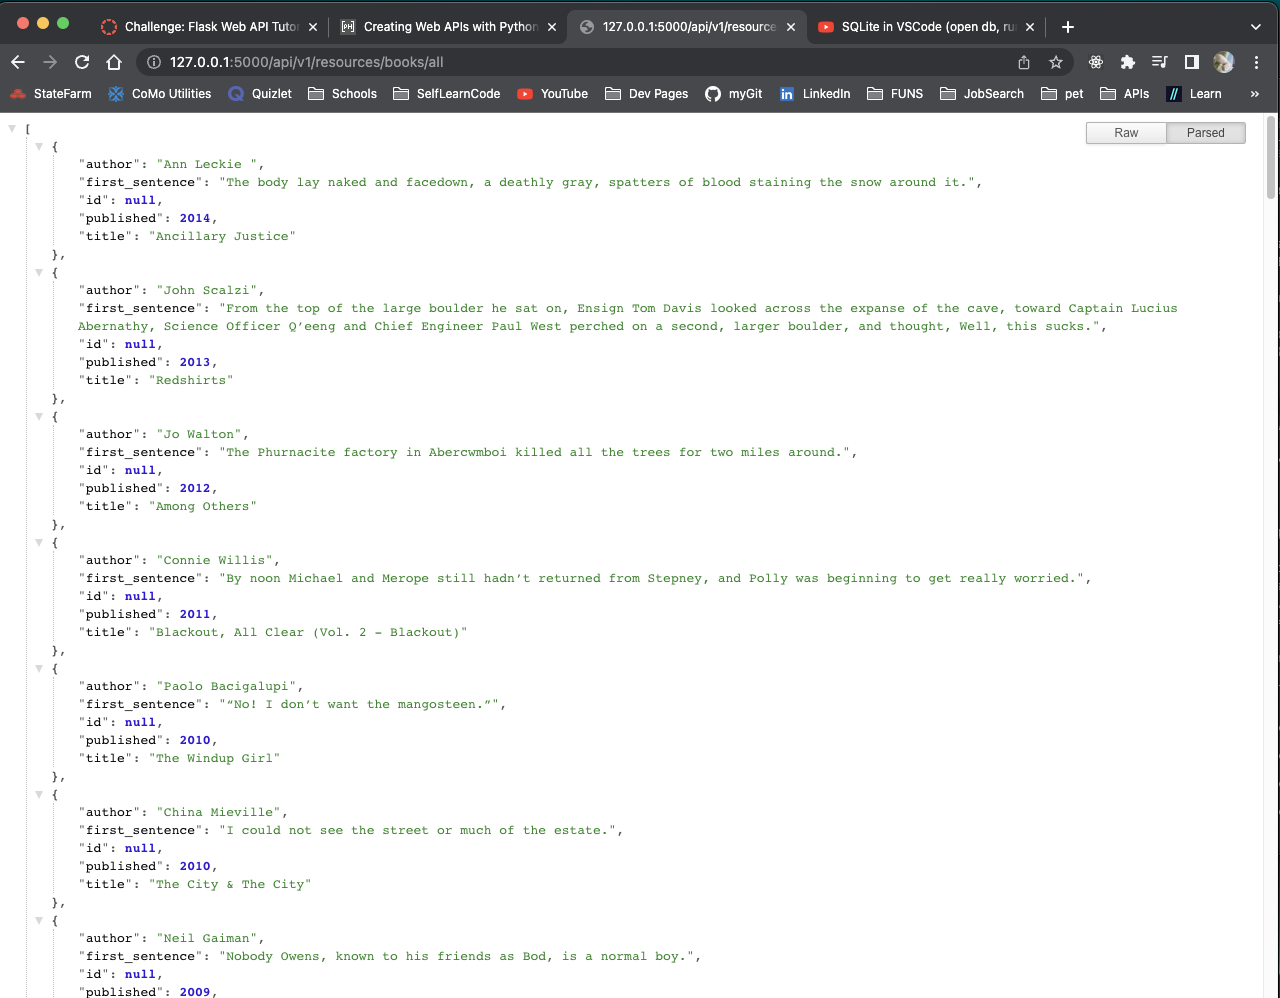 Challenge: Flask Web API Tutor
Creating Web APIs with Python
127.0.0.1:5000/api/v1/resource
SQLite in VSCode (open db, ru
127.0.0.1:5000/api/v1/resources/books/all
StateFarm
CoMo Utilities
Quizlet
Schools
SelfLearnCode
YouTube
Dev Pages
myGit
LinkedIn
FUNS
JobSearch
pet
APIs
Learn
»
Raw
Parsed
[
{
"author": "Ann Leckie ",
"first_sentence": "The body lay naked and facedown, a deathly gray, spatters of blood staining the snow around it.",
"id": null,
"published": 2014,
"title": "Ancillary Justice"
},
{
"author": "John Scalzi",
"first_sentence": "From the top of the large boulder he sat on, Ensign Tom Davis looked across the expanse of the cave, toward Captain Lucius
Abernathy, Science Officer Q’eeng and Chief Engineer Paul West perched on a second, larger boulder, and thought, Well, this sucks.",
"id": null,
"published": 2013,
"title": "Redshirts"
},
{
"author": "Jo Walton",
"first_sentence": "The Phurnacite factory in Abercwmboi killed all the trees for two miles around.",
"id": null,
"published": 2012,
"title": "Among Others"
},
{
"author": "Connie Willis",
"first_sentence": "By noon Michael and Merope still hadn’t returned from Stepney, and Polly was beginning to get really worried.",
"id": null,
"published": 2011,
"title": "Blackout, All Clear (Vol. 2 - Blackout)"
},
{
"author": "Paolo Bacigalupi",
"first_sentence": "“No! I don’t want the mangosteen.”",
"id": null,
"published": 2010,
"title": "The Windup Girl"
},
{
"author": "China Mieville",
"first_sentence": "I could not see the street or much of the estate.",
"id": null,
"published": 2010,
"title": "The City & The City"
},
{
"author": "Neil Gaiman",
"first_sentence": "Nobody Owens, known to his friends as Bod, is a normal boy.",
"id": null,
"published": 2009,